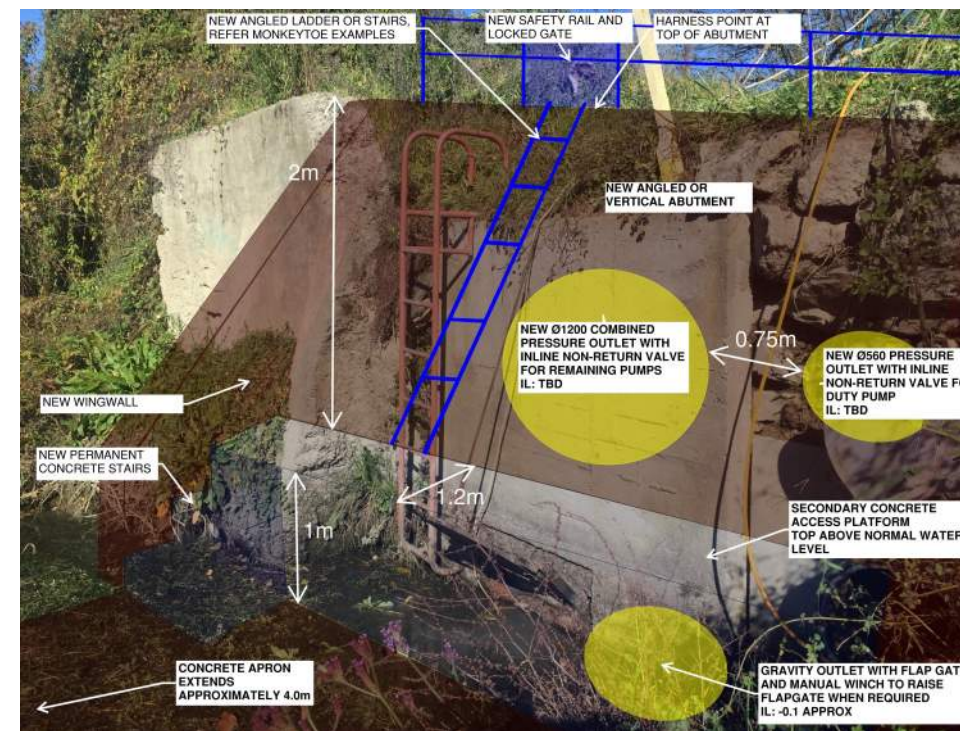 NEW ANGLED LADDER OR STAIRS,
REFER MONKEYTOE EXAMPLES
NEW SAFETY RAIL AND
LOCKED GATE
HARNESS POINT AT
TOP OF ABUTMENT
2m
NEW ANGLED OR
VERTICAL ABUTMENT
NEW Ø1200 COMBINED
PRESSURE OUTLET WITH
INLINE NON-RETURN VALVE
FOR REMAINING PUMPS
IL: TBD
0.75m
NEW Ø560 PRESSURE
OUTLET WITH INLINE
NON-RETURN VALVE FO
DUTY PUMP
IL: TBD
NEW WINGWALL
NEW PERMANENT
CONCRETE STAIRS
1.2m
1m
SECONDARY CONCRETE
ACCESS PLATFORM
TOP ABOVE NORMAL WATER
LEVEL
CONCRETE APRON
EXTENDS
APPROXIMATELY 4.0m
GRAVITY OUTLET WITH FLAP GAT
AND MANUAL WINCH TO RAISE
FLAPGATE WHEN REQUIRED
IL: -0.1 APPROX